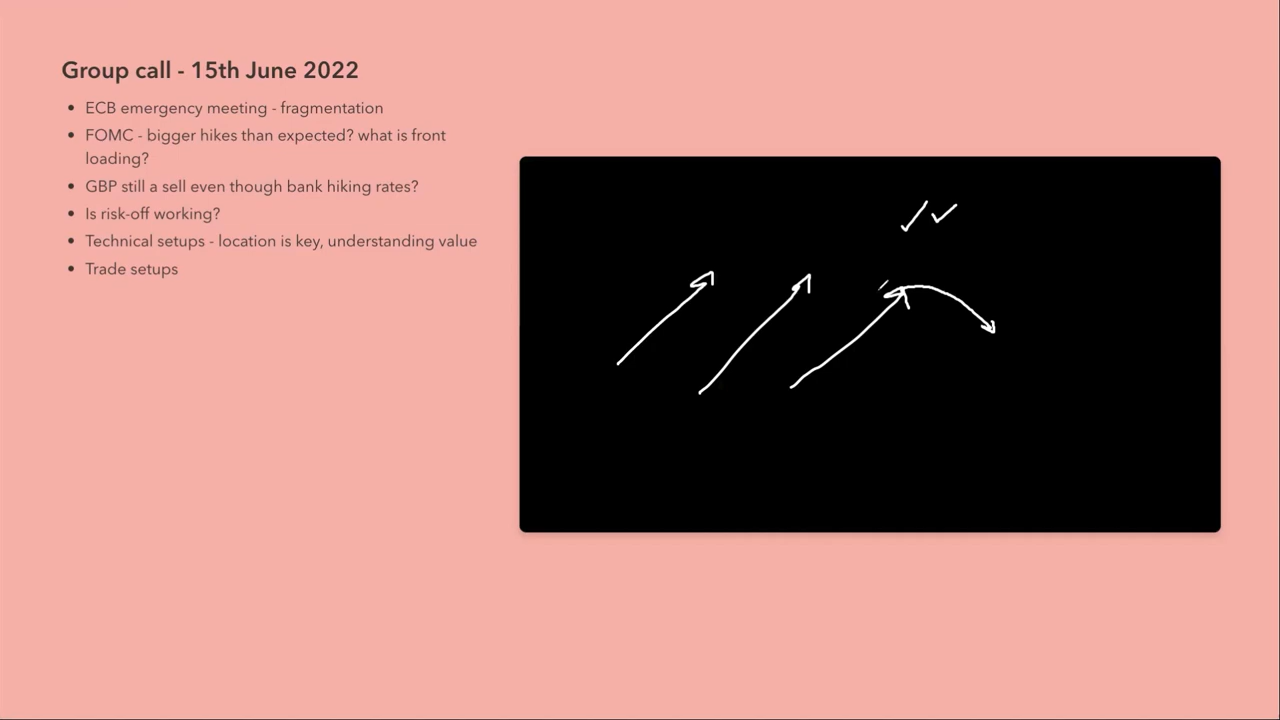 Group call - 15th June 2022
• ECB emergency meeting - fragmentation
• FOMC - bigger hikes than expected? what is front
loading?
• GBP still a sell even though bank hiking rates?
• Is risk-off working?
• Technical setups - location is key, understanding value
• Trade setups